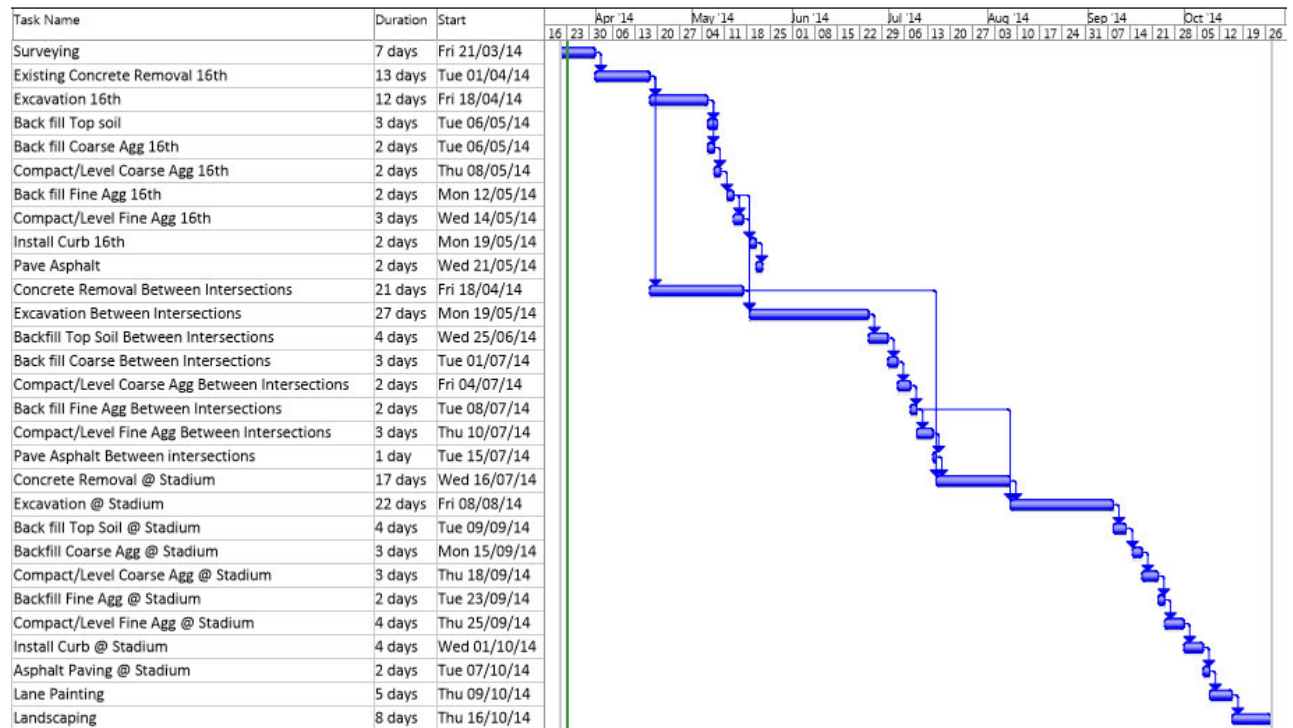 Task Name Duration Start Apr '14 May '14 Jun '14 Jul '14 Aug '14 Sep '14 Oct '14
16 23 30 06 13 20 27 04 11 18 25 01 08 15 22 29 06 13 20 27 03 10 17 24 31 07 14 21 28 05 12 19 26
Surveying 7 days Fri 21/03/14
Existing Concrete Removal 16th 13 days Tue 01/04/14
Excavation 16th 12 days Fri 18/04/14
Back fill Top soil 3 days Tue 06/05/14
Back fill Coarse Agg 16th 2 days Tue 06/05/14
Compact/Level Coarse Agg 16th 2 days Thu 08/05/14
Back fill Fine Agg 16th 2 days Mon 12/05/14
Compact/Level Fine Agg 16th 3 days Wed 14/05/14
Install Curb 16th 2 days Mon 19/05/14
Pave Asphalt 2 days Wed 21/05/14
Concrete Removal Between Intersections 21 days Fri 18/04/14
Excavation Between Intersections 27 days Mon 19/05/14
Backfill Top Soil Between Intersections 4 days Wed 25/06/14
Back fill Coarse Between Intersections 3 days Tue 01/07/14
Compact/Level Coarse Agg Between Intersections 2 days Fri 04/07/14
Back fill Fine Agg Between Intersections 2 days Tue 08/07/14
Compact/Level Fine Agg Between Intersections 3 days Thu 10/07/14
Pave Asphalt Between intersections 1 day Tue 15/07/14
Concrete Removal @ Stadium 17 days Wed 16/07/14
Excavation @ Stadium 22 days Fri 08/08/14
Back fill Top Soil @ Stadium 4 days Tue 09/09/14
Backfill Coarse Agg @ Stadium 3 days Mon 15/09/14
Compact/Level Coarse Agg @ Stadium 3 days Thu 18/09/14
Backfill Fine Agg @ Stadium 2 days Tue 23/09/14
Compact/Level Fine Agg @ Stadium 4 days Thu 25/09/14
Install Curb @ Stadium 4 days Wed 01/10/14
Asphalt Paving @ Stadium 2 days Tue 07/10/14
Lane Painting 5 days Thu 09/10/14
Landscaping 8 days Thu 16/10/14